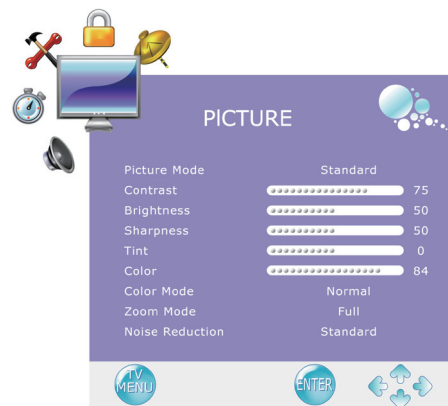 PICTURE
Picture Mode Standard
Contrast 75
Brightness 50
Sharpness 50
Tint 0
Color 84
Color Mode Normal
Zoom Mode Full
Noise Reduction Standard
TV MENU ENTER